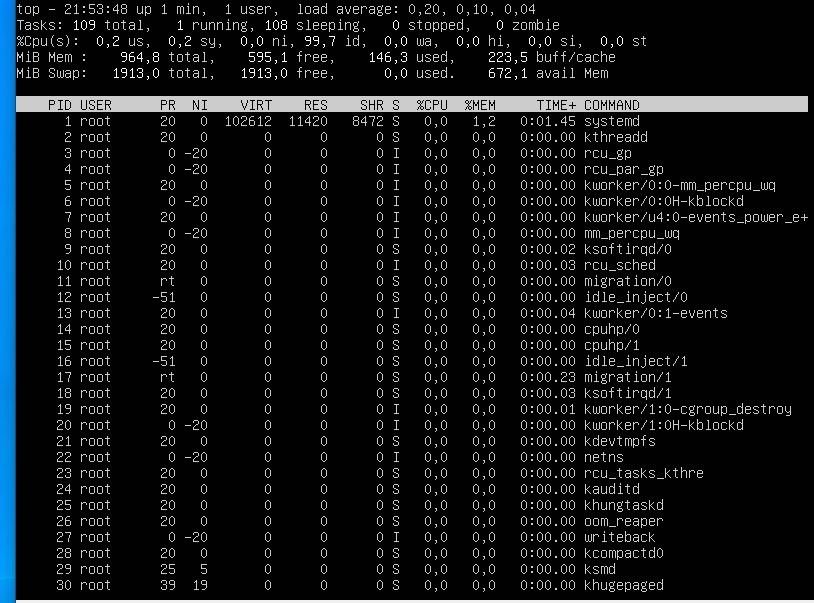 top - 21:53:48 up 1 min,  1 user,  load average: 0,20, 0,10, 0,04
Tasks: 109 total,   1 running, 108 sleeping,   0 stopped,   0 zombie
%Cpu(s):  0,2 us,  0,2 sy,  0,0 ni, 99,7 id,  0,0 wa,  0,0 hi,  0,0 si,  0,0 st
MiB Mem :    964,8 total,    595,1 free,    146,3 used,    223,5 buff/cache
MiB Swap:   1913,0 total,   1913,0 free,      0,0 used.    672,1 avail Mem
PID USER      PR  NI    VIRT    RES    SHR S  %CPU  %MEM     TIME+ COMMAND
1 root      20   0  102612  11420   8472 S   0,0   1,2   0:01.45 systemd
2 root      20   0       0      0      0 S   0,0   0,0   0:00.00 kthreadd
3 root       0 -20       0      0      0 I   0,0   0,0   0:00.00 rcu_gp
4 root       0 -20       0      0      0 I   0,0   0,0   0:00.00 rcu_par_gp
5 root      20   0       0      0      0 I   0,0   0,0   0:00.00 kworker/0:0-mm_percpu_wq
6 root       0 -20       0      0      0 I   0,0   0,0   0:00.00 kworker/0:0H-kblockd
7 root      20   0       0      0      0 I   0,0   0,0   0:00.00 kworker/u4:0-events_power_e+
8 root       0 -20       0      0      0 I   0,0   0,0   0:00.00 mm_percpu_wq
9 root      20   0       0      0      0 S   0,0   0,0   0:00.02 ksoftirqd/0
10 root      20   0       0      0      0 I   0,0   0,0   0:00.03 rcu_sched
11 root      rt   0       0      0      0 S   0,0   0,0   0:00.00 migration/0
12 root     -51   0       0      0      0 S   0,0   0,0   0:00.00 idle_inject/0
13 root      20   0       0      0      0 I   0,0   0,0   0:00.04 kworker/0:1-events
14 root      20   0       0      0      0 S   0,0   0,0   0:00.00 cpuhp/0
15 root      20   0       0      0      0 S   0,0   0,0   0:00.00 cpuhp/1
16 root     -51   0       0      0      0 S   0,0   0,0   0:00.00 idle_inject/1
17 root      rt   0       0      0      0 S   0,0   0,0   0:00.23 migration/1
18 root      20   0       0      0      0 S   0,0   0,0   0:00.03 ksoftirqd/1
19 root      20   0       0      0      0 I   0,0   0,0   0:00.01 kworker/1:0-cgroup_destroy
20 root       0 -20       0      0      0 I   0,0   0,0   0:00.00 kworker/1:0H-kblockd
21 root      20   0       0      0      0 S   0,0   0,0   0:00.00 kdevtmpfs
22 root       0 -20       0      0      0 I   0,0   0,0   0:00.00 netns
23 root      20   0       0      0      0 S   0,0   0,0   0:00.00 rcu_tasks_kthre
24 root      20   0       0      0      0 S   0,0   0,0   0:00.00 kauditd
25 root      20   0       0      0      0 S   0,0   0,0   0:00.00 khungtaskd
26 root      20   0       0      0      0 S   0,0   0,0   0:00.00 oom_reaper
27 root       0 -20       0      0      0 I   0,0   0,0   0:00.00 writeback
28 root      20   0       0      0      0 S   0,0   0,0   0:00.00 kcompactd0
29 root      25   5       0      0      0 S   0,0   0,0   0:00.00 ksmd
30 root      39  19       0      0      0 S   0,0   0,0   0:00.00 khugepaged